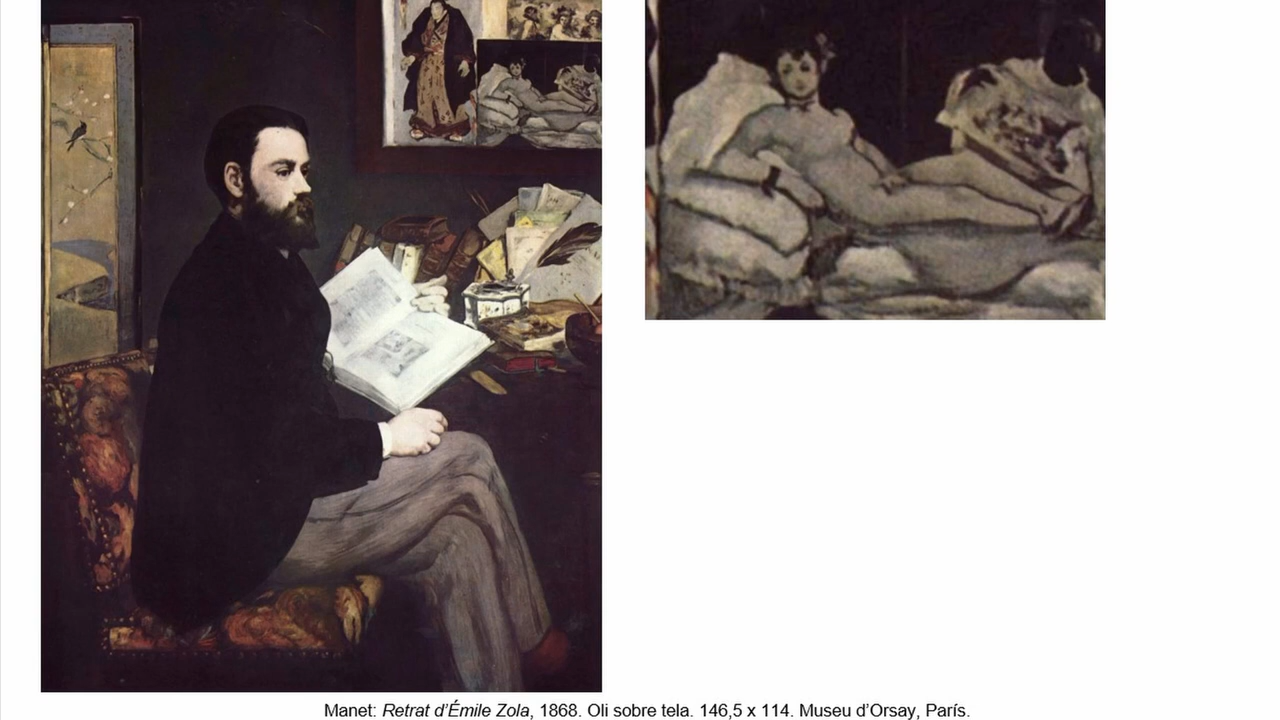 Manet: Retrat d’Émile Zola, 1868. Oli sobre tela. 146,5 x 114. Museu d’Orsay, París.